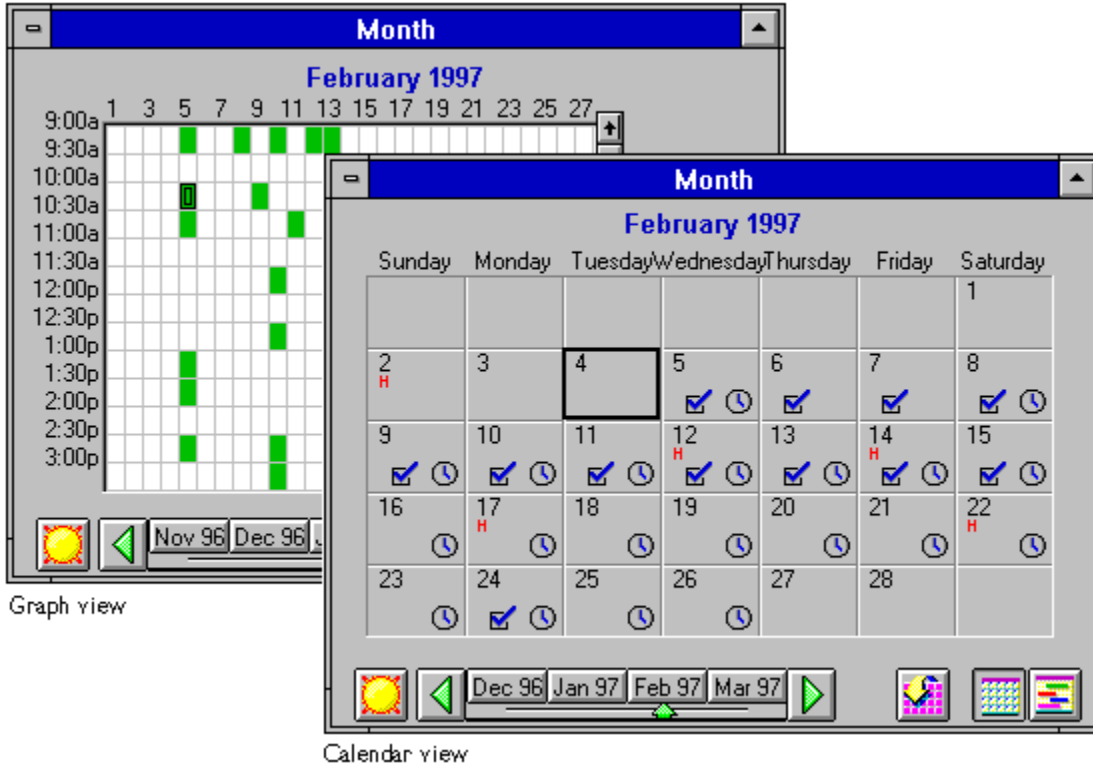 Month
February 1997
1 3 5 7 9 11 13 15 17 19 21 23 25 27
9:00a
9:30a
10:00a
10:30a
11:00a
11:30a
12:00p
12:30p
1:00p
1:30p
2:00p
2:30p
3:00p
Nov 96 Dec 96
Graph view
Month
February 1997
Sunday Monday Tuesday Wednesday Thursday Friday Saturday
1
2 3 4 5 6 7 8
H
9 10 11 12 13 14 15
H H
16 17 18 19 20 21 22
H H
23 24 25 26 27 28
Dec 96 Jan 97 Feb 97 Mar 97
Calendar view